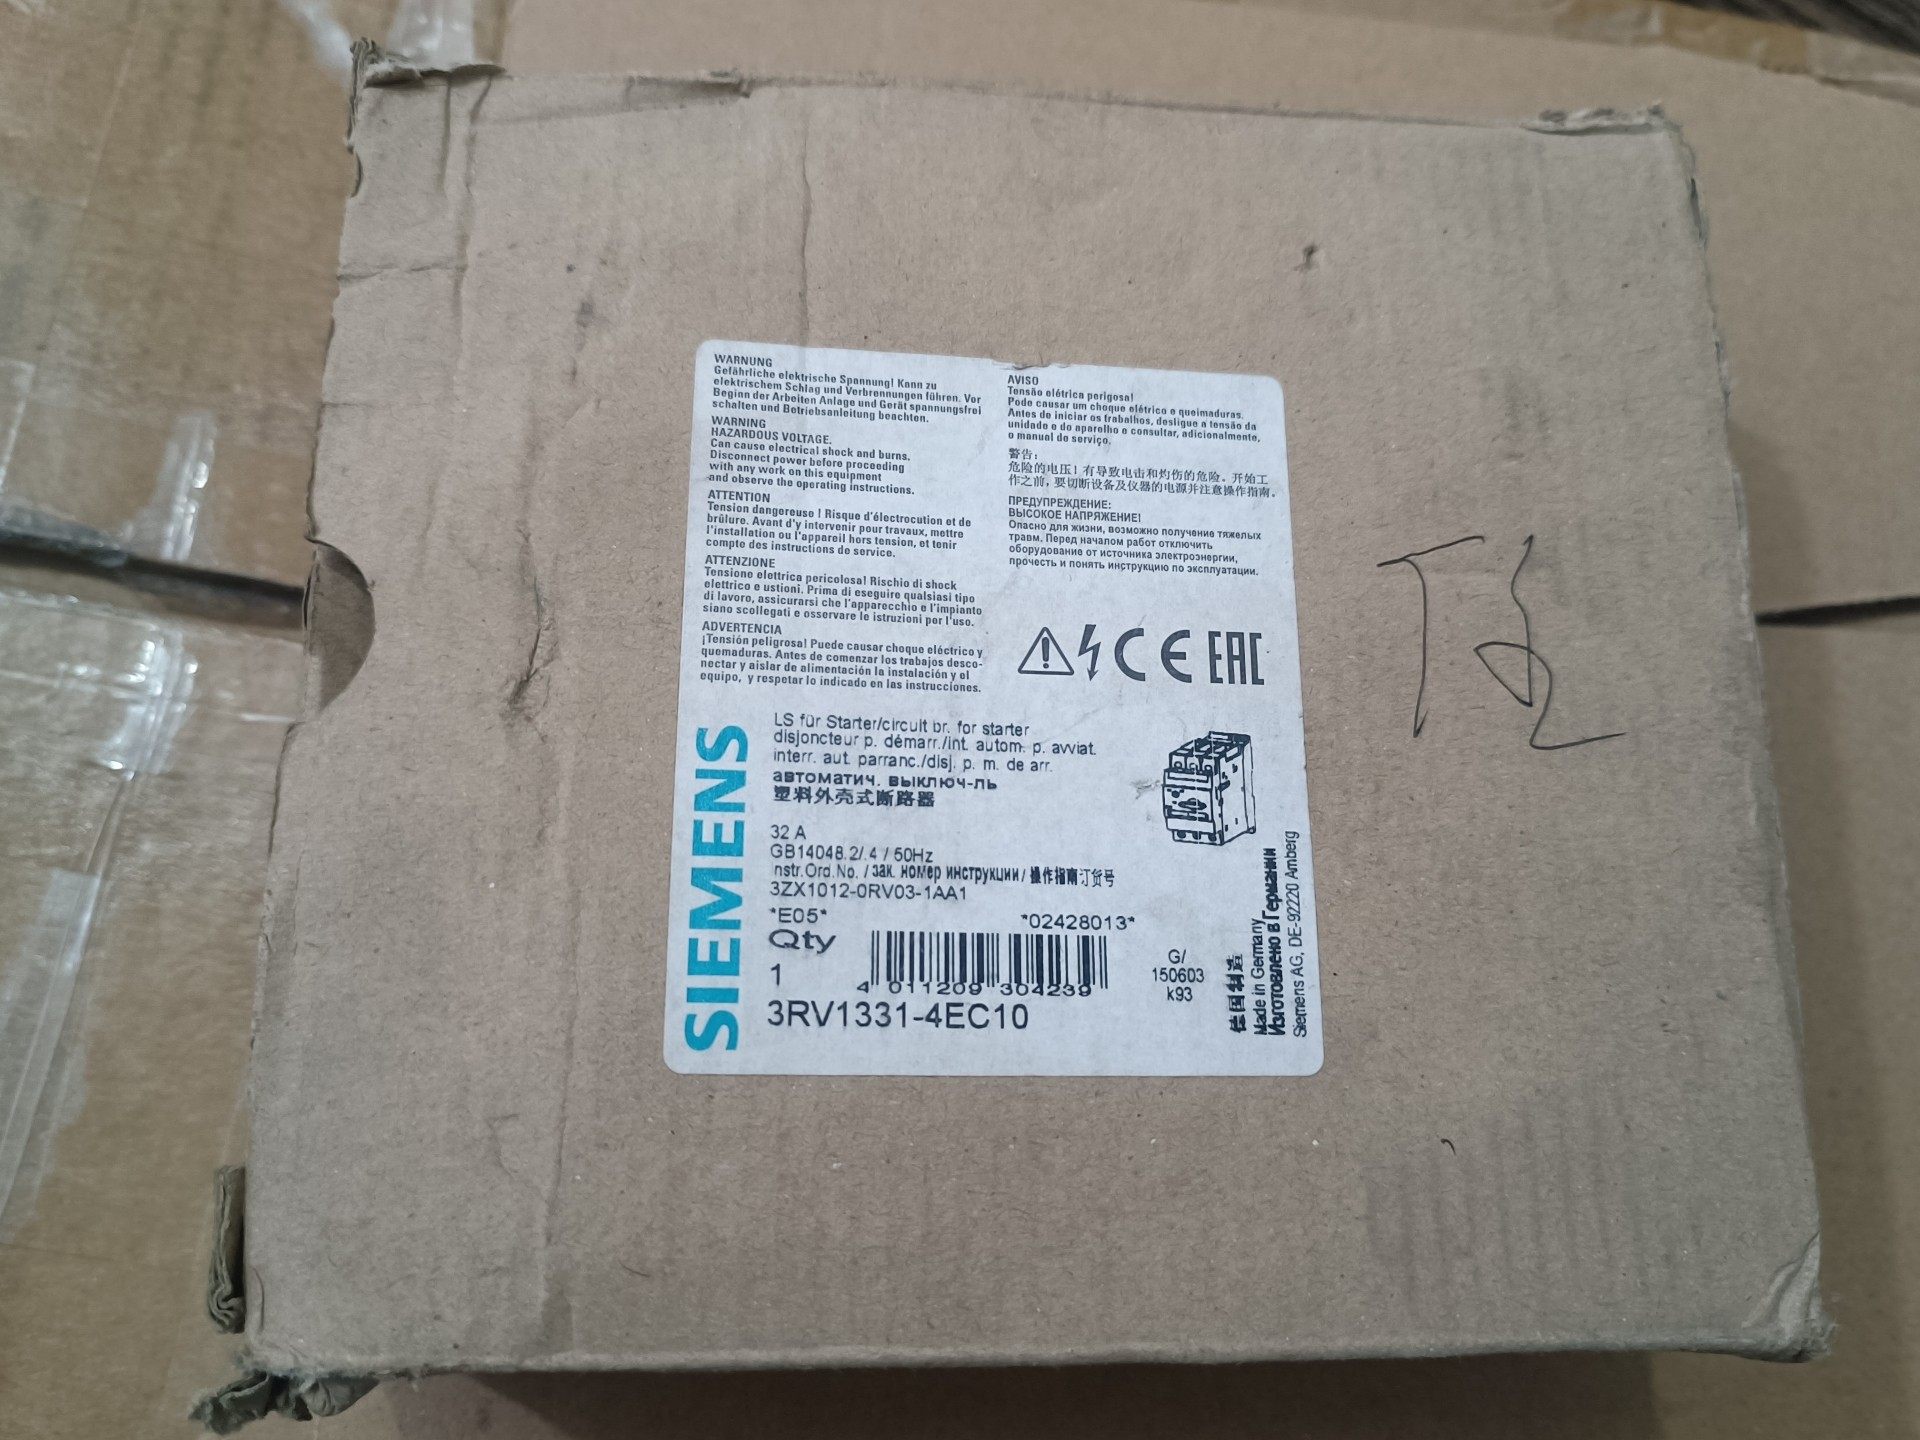 WARNUNG
Gefährliche elektrische Spannung! Kann zu
elektrischem Schlag und Verbrennungen führen. Vor
Beginn der Arbeiten Anlage und Gerät spannungsfrei
schalten und Betriebsanleitung beachten.
WARNING
HAZARDOUS VOLTAGE.
Can cause electrical shock and burns.
Disconnect power before proceeding
with any work on this equipment
and observe the operating instructions.
ATTENTION
Tension dangereuse ! Risque d'électrocution et de
brûlure. Avant d'y intervenir pour travaux, mettre
l'installation ou l'appareil hors tension, et tenir
compte des instructions de service.
ATTENZIONE
Tensione elettrica pericolosa! Rischio di shock
elettrico e ustioni. Prima di eseguire qualsiasi tipo
di lavoro, assicurarsi che l'apparecchio e l'impianto
siano scollegati e osservare le istruzioni per l'uso.
ADVERTENCIA
¡Tensión peligrosa! Puede causar choque eléctrico y
quemaduras. Antes de comenzar los trabajos desco-
nectar y aislar de alimentación la instalación y el
equipo, y respetar lo indicado en las instrucciones.
AVISO
Tensão elétrica perigosa!
Pode causar um choque elétrico e queimaduras.
Antes de iniciar os trabalhos, desligue a tensão da
unidade e do aparelho e consultar, adicionalmente,
o manual de serviço.
警告:
危险的电压!有导致电击和灼伤的危险。开始工
作之前,要切断设备及仪器的电源并注意操作指南。
ПРЕДУПРЕЖДЕНИЕ:
ВЫСОКОЕ НАПРЯЖЕНИЕ!
Опасно для жизни, возможно получение тяжелых
травм. Перед началом работ отключить
оборудование от источника электроэнергии,
прочесть и понять инструкцию по эксплуатации.
CE EAC
SIEMENS
LS für Starter/circuit br. for starter
disjoncteur p. démarr./int. autom. p. avviat.
interr. aut. parranc./disj. p. m. de arr.
автоматич. выключ-ль
塑料外壳式断路器
32 A
GB14048.2/.4 / 50Hz
nstr.Ord.No. / зак. номер инструкции / 操作指南订货号
3ZX1012-0RV03-1AA1
*E05* *02428013*
Qty
1
4 011209 304239
3RV1331-4EC10
G/
150603
k93
德国制造
Made in Germany
Изготовлено в Германии
Siemens AG, DE-92220 Amberg